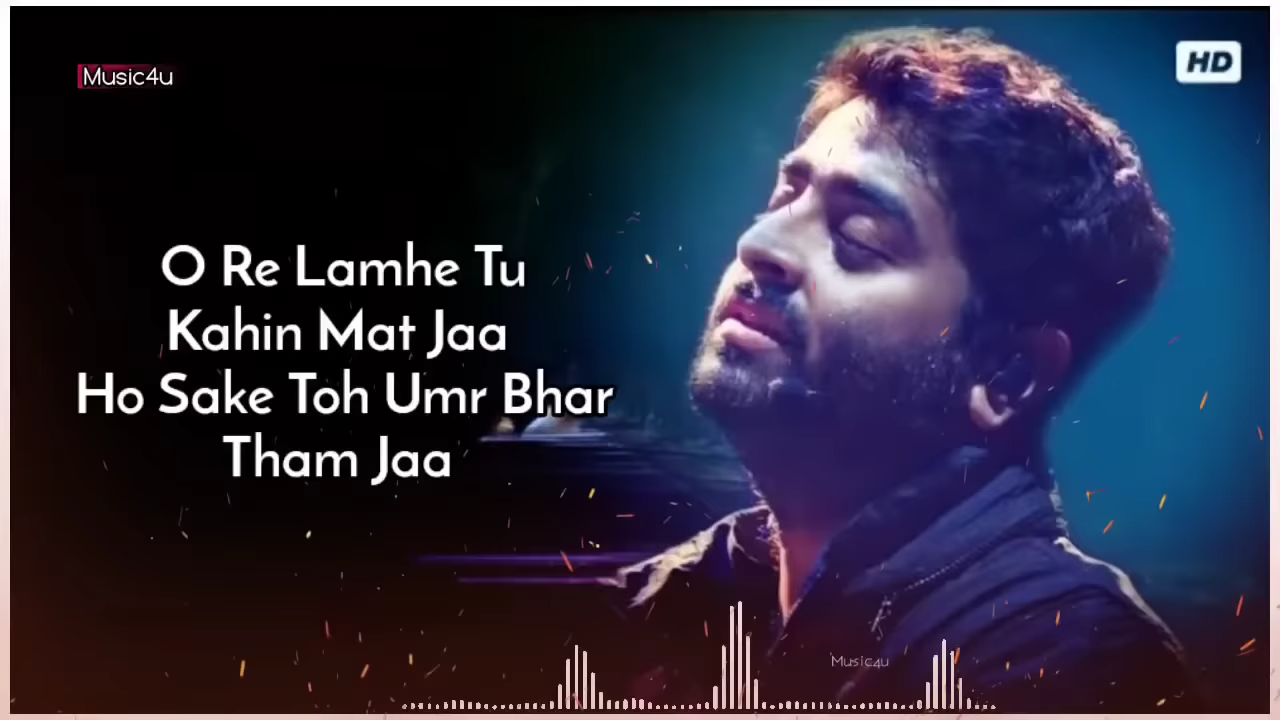 Music4u
HD
O Re Lamhe Tu
Kahin Mat Jaa
Ho Sake Toh Umr Bhar
Tham Jaa
Music4u